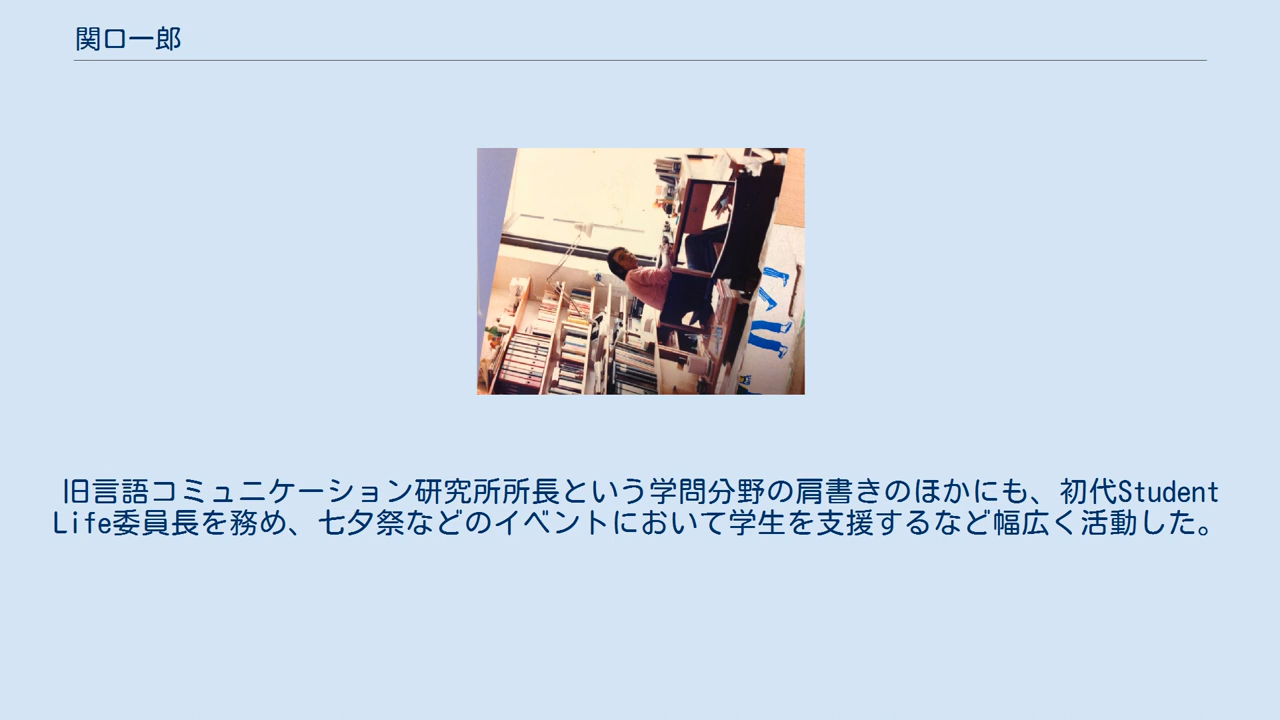 関口一郎
旧言語コミュニケーション研究所所長という学問分野の肩書きのほかにも、初代Student
Life委員長を務め、七夕祭などのイベントにおいて学生を支援するなど幅広く活動した。